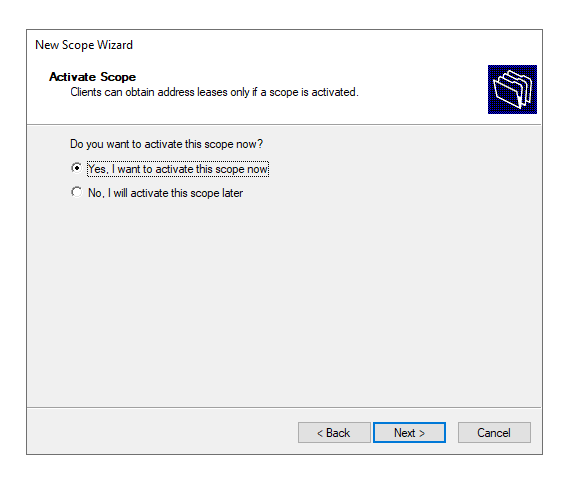 New Scope Wizard
Activate Scope
Clients can obtain address leases only if a scope is activated.
Do you want to activate this scope now?
Yes, I want to activate this scope now
No, I will activate this scope later
< Back
Next >
Cancel